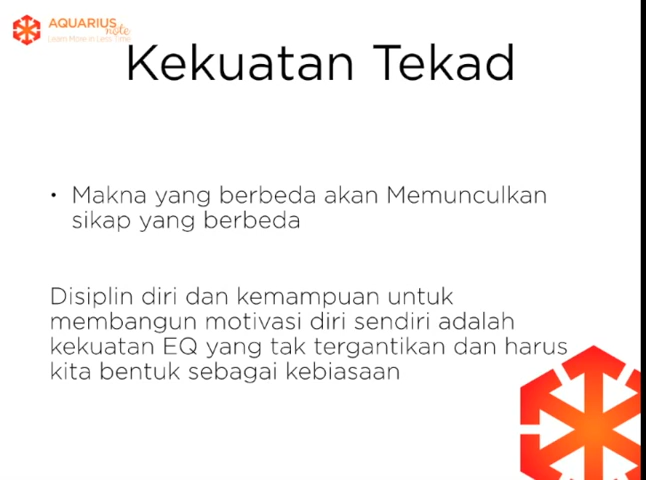 AQUARIUS
note
Learn More in Less Time
Kekuatan Tekad
• Makna yang berbeda akan Memunculkan
sikap yang berbeda
Disiplin diri dan kemampuan untuk
membangun motivasi diri sendiri adalah
kekuatan EQ yang tak tergantikan dan harus
kita bentuk sebagai kebiasaan